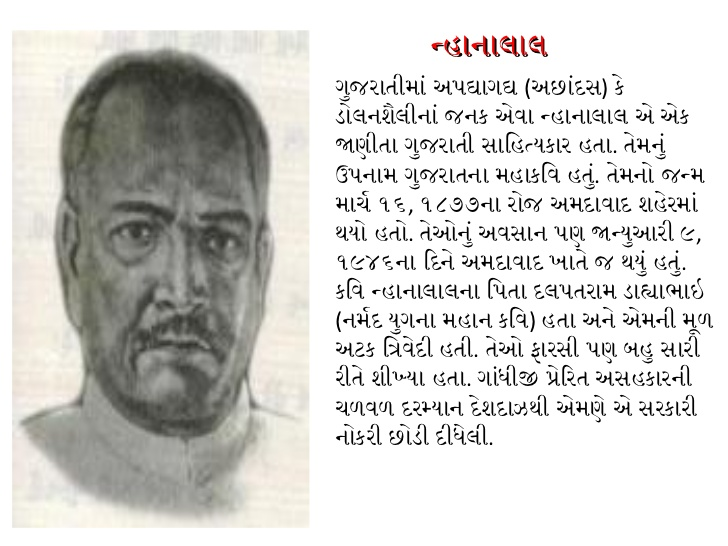 ન્હાનાલાલ
ગુજરાતીમાં અપદ્યાગદ્ય (અછાંદસ) કે
ડોલનશૈલીનાં જનક એવા ન્હાનાલાલ એ એક
જાણીતા ગુજરાતી સાહિત્યકાર હતા. તેમનું
ઉપનામ ગુજરાતના મહાકવિ હતું. તેમનો જન્મ
માર્ચ ૧૬, ૧૮૭૭ના રોજ અમદાવાદ શહેરમાં
થયો હતો. તેઓનું અવસાન પણ જાન્યુઆરી ૯,
૧૯૪૬ના દિને અમદાવાદ ખાતે જ થયું હતું.
કવિ ન્હાનાલાલના પિતા દલપતરામ ડાહ્યાભાઇ
(નર્મદ યુગના મહાન કવિ) હતા અને એમની મૂળ
અટક ત્રિવેદી હતી. તેઓ ફારસી પણ બહુ સારી
રીતે શીખ્યા હતા. ગાંધીજી પ્રેરિત અસહકારની
ચળવળ દરમ્યાન દેશદાઝથી એમણે એ સરકારી
નોકરી છોડી દીધેલી.